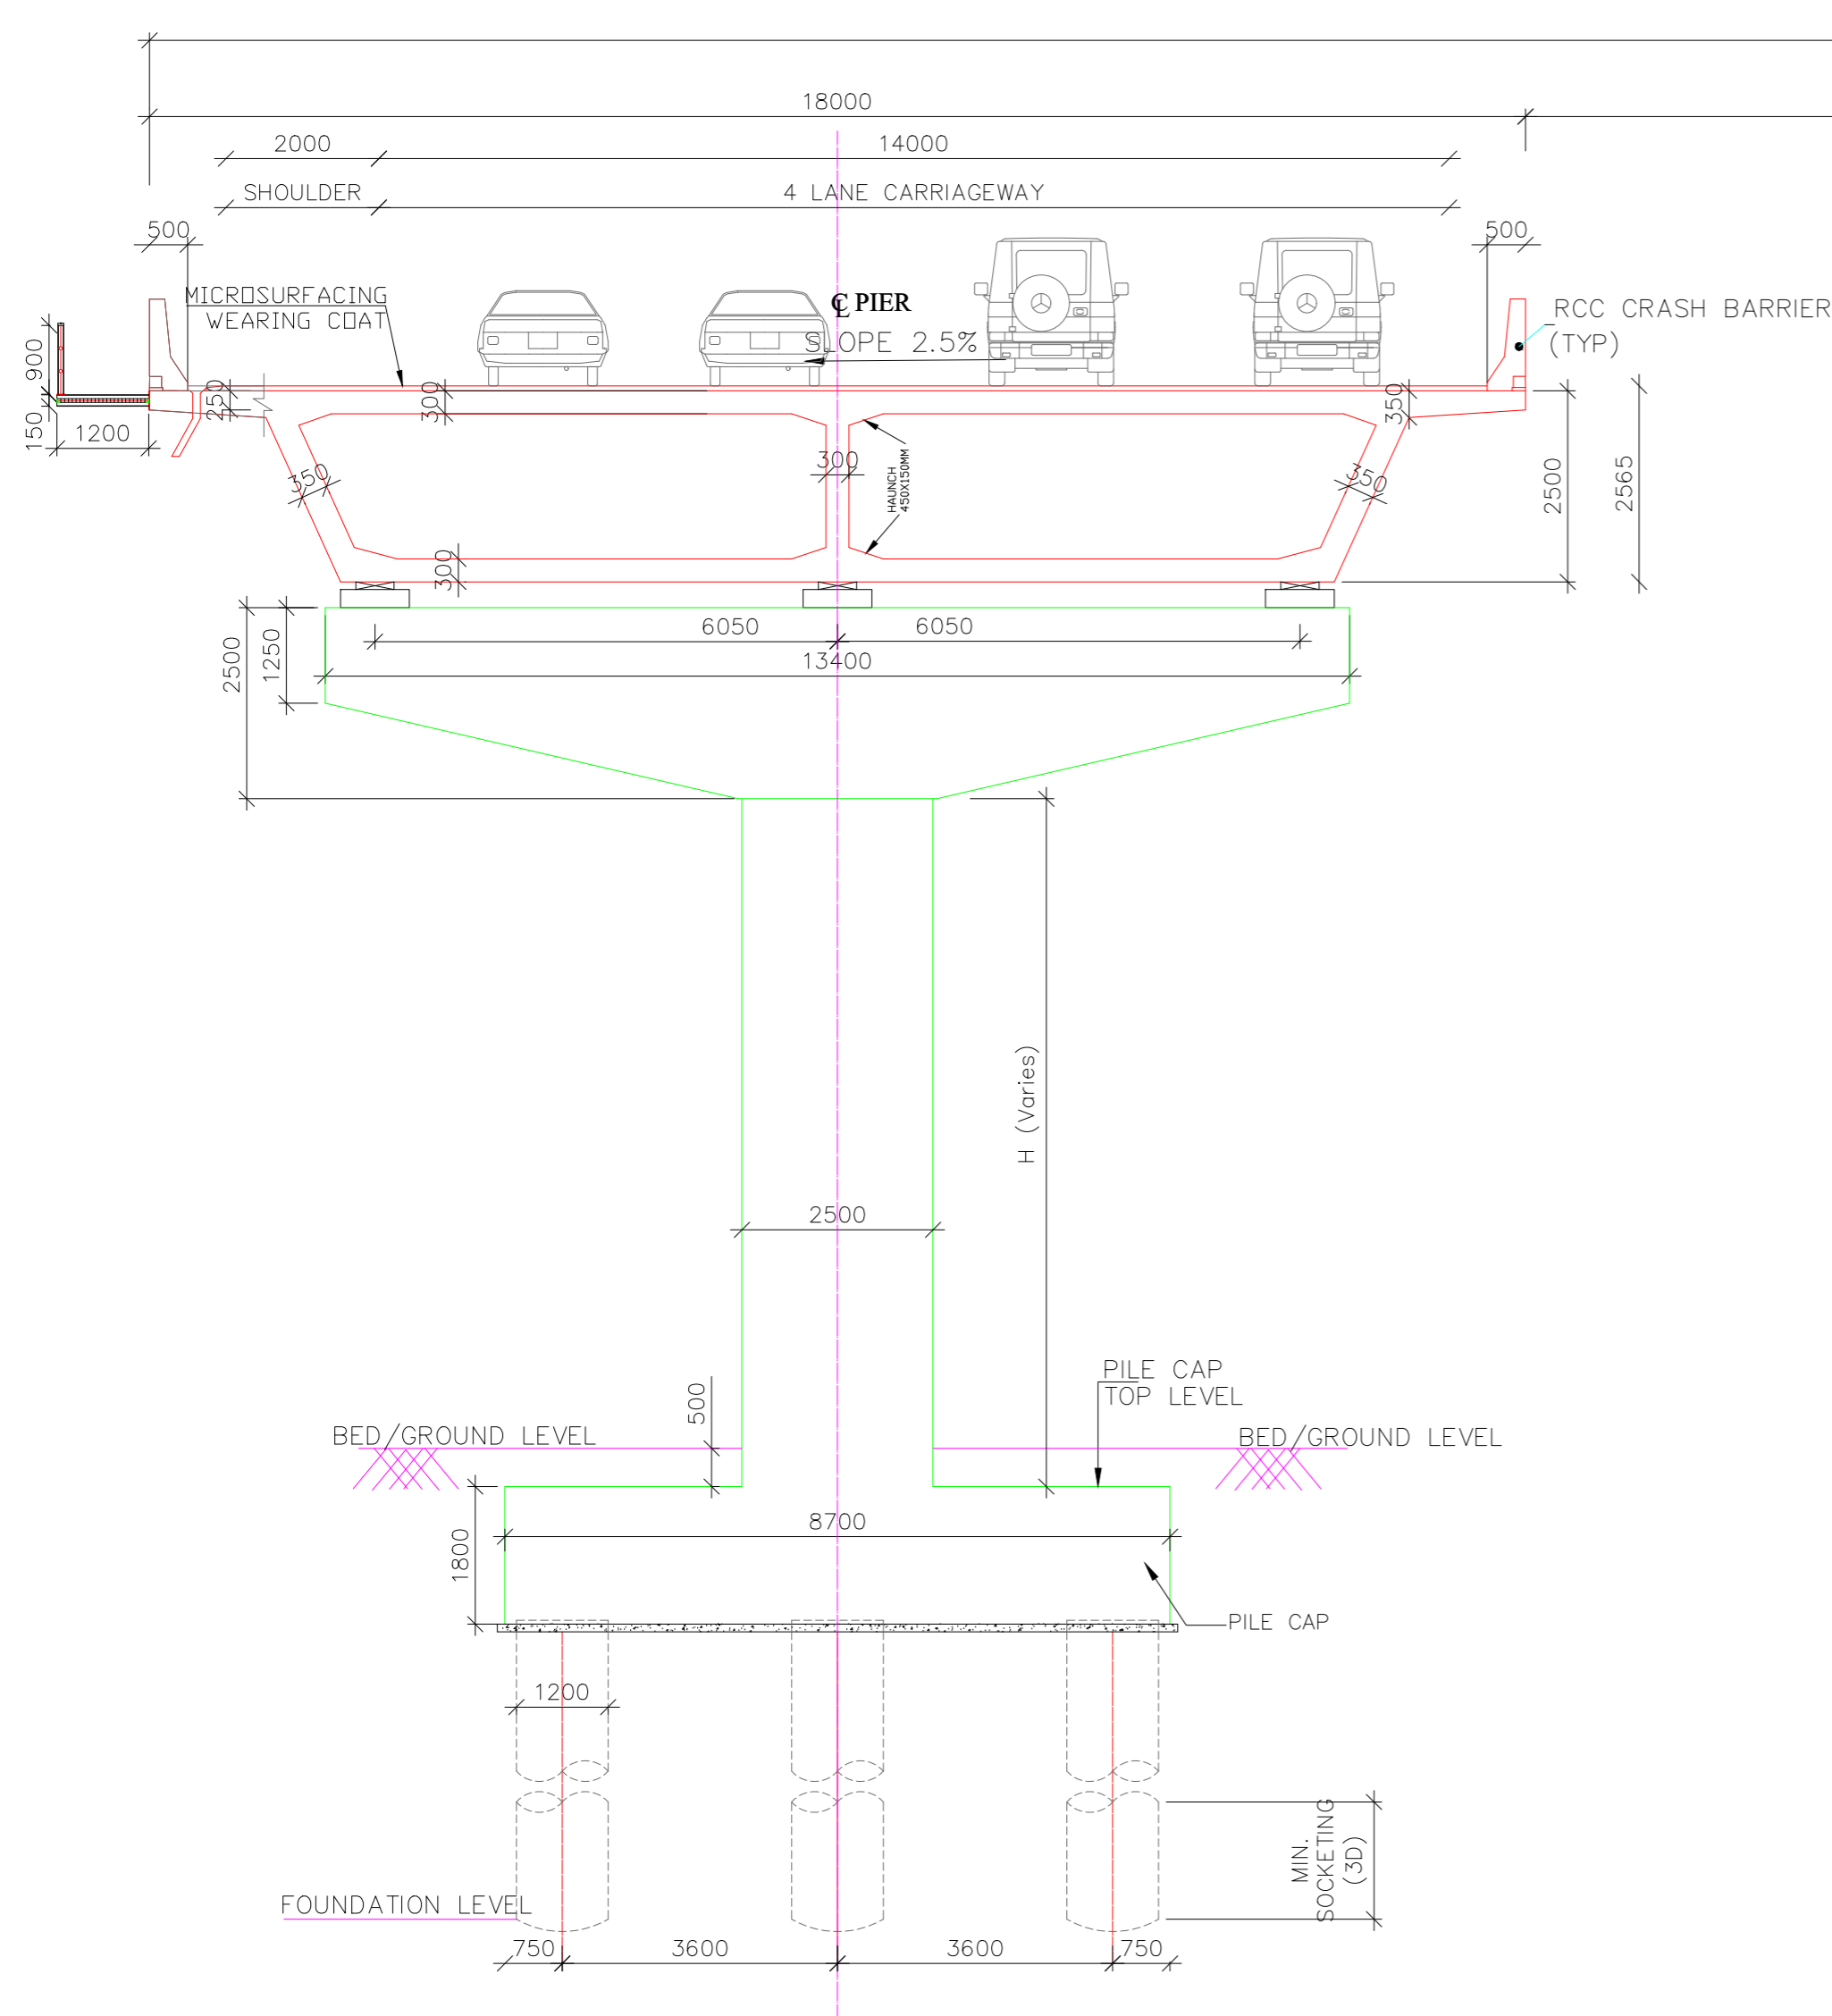 18000
2000
14000
SHOULDER
4 LANE CARRIAGEWAY
500
500
MICROSURFACING
WEARING COAT
℄ PIER
SLOPE 2.5%
RCC CRASH BARRIER
(TYP)
900
250
300
350
150
1200
350
300
HAUNCH
450X150MM
350
2500
2565
300
6050
6050
13400
2500
1250
H (Varies)
2500
PILE CAP
TOP LEVEL
500
BED/GROUND LEVEL
BED/GROUND LEVEL
8700
1800
PILE CAP
1200
MIN.
SOCKETING
(3D)
FOUNDATION LEVEL
750
3600
3600
750